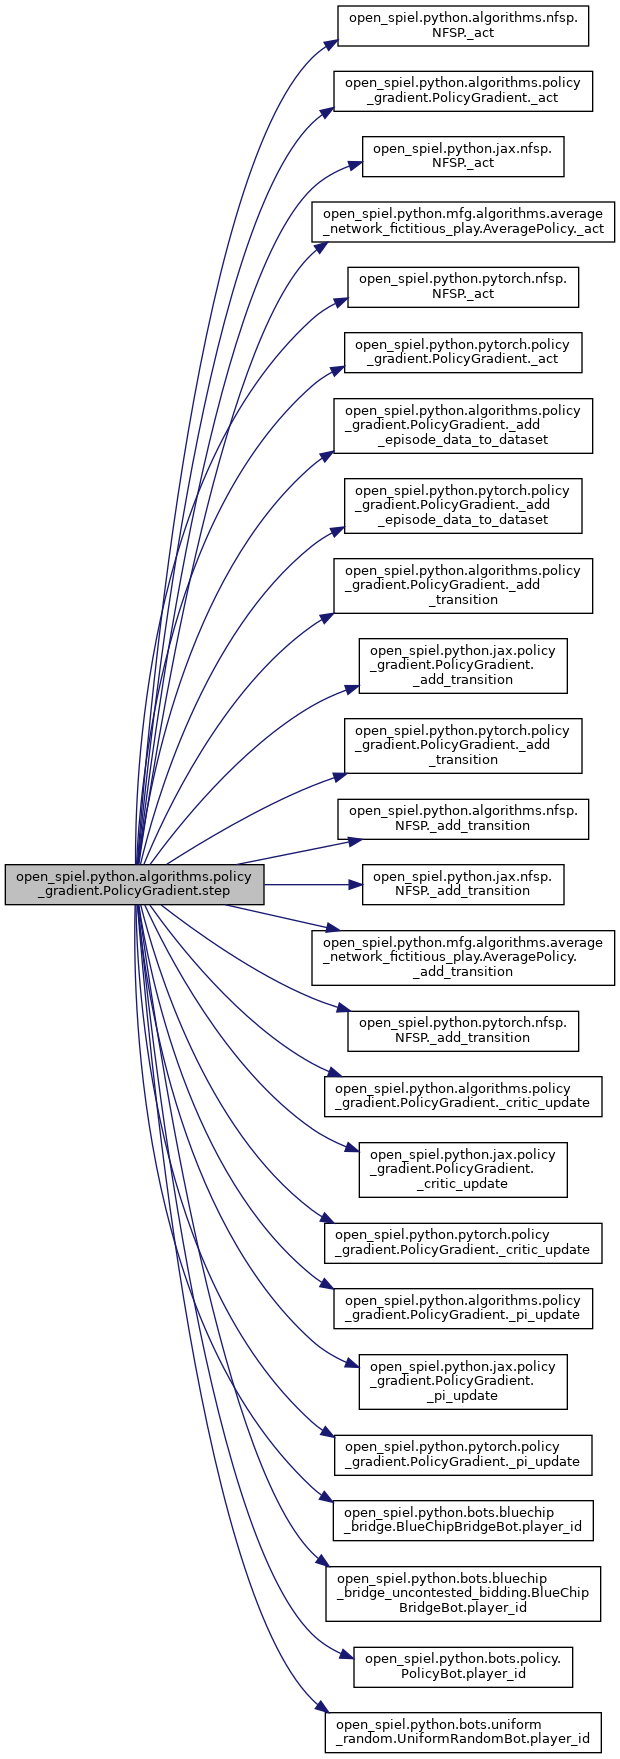 open_spiel.python.algorithms.nfsp.
NFSP._act
open_spiel.python.algorithms.policy
_gradient.PolicyGradient._act
open_spiel.python.jax.nfsp.
NFSP._act
open_spiel.python.mfg.algorithms.average
_network_fictitious_play.AveragePolicy._act
open_spiel.python.pytorch.nfsp.
NFSP._act
open_spiel.python.pytorch.policy
_gradient.PolicyGradient._act
open_spiel.python.algorithms.policy
_gradient.PolicyGradient._add
_episode_data_to_dataset
open_spiel.python.pytorch.policy
_gradient.PolicyGradient._add
_episode_data_to_dataset
open_spiel.python.algorithms.policy
_gradient.PolicyGradient._add
_transition
open_spiel.python.jax.policy
_gradient.PolicyGradient.
_add_transition
open_spiel.python.pytorch.policy
_gradient.PolicyGradient._add
_transition
open_spiel.python.algorithms.nfsp.
NFSP._add_transition
open_spiel.python.algorithms.policy
_gradient.PolicyGradient.step
open_spiel.python.jax.nfsp.
NFSP._add_transition
open_spiel.python.mfg.algorithms.average
_network_fictitious_play.AveragePolicy.
_add_transition
open_spiel.python.pytorch.nfsp.
NFSP._add_transition
open_spiel.python.algorithms.policy
_gradient.PolicyGradient._critic_update
open_spiel.python.jax.policy
_gradient.PolicyGradient.
_critic_update
open_spiel.python.pytorch.policy
_gradient.PolicyGradient._critic_update
open_spiel.python.algorithms.policy
_gradient.PolicyGradient._pi_update
open_spiel.python.jax.policy
_gradient.PolicyGradient.
_pi_update
open_spiel.python.pytorch.policy
_gradient.PolicyGradient._pi_update
open_spiel.python.bots.bluechip
_bridge.BlueChipBridgeBot.player_id
open_spiel.python.bots.bluechip
_bridge_uncontested_bidding.BlueChip
BridgeBot.player_id
open_spiel.python.bots.policy.
PolicyBot.player_id
open_spiel.python.bots.uniform
_random.UniformRandomBot.player_id